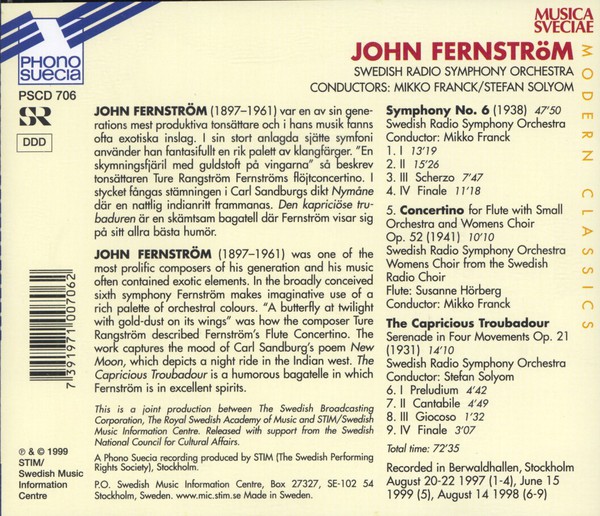 MUSICA
SVECIAE
MODERN CLASSICS
PHONO
SUECIA
PSCD 706
SR
DDD
JOHN FERNSTRÖM
SWEDISH RADIO SYMPHONY ORCHESTRA
CONDUCTORS: MIKKO FRANCK/STEFAN SOLYOM
JOHN FERNSTRÖM (1897–1961) var en av sin gene-
rations mest produktiva tonsättare och i hans musik fanns
ofta exotiska inslag. I sin stort anlagda sjätte symfoni
använder han fantasifullt en rik palett av klangfärger. "En
skymningsfjäril med guldstoft på vingarna" så beskrev
tonsättaren Ture Rangström Fernströms flöjtconcertino. I
stycket fångas stämningen i Carl Sandburgs dikt Nymåne
där en nattlig indianritt frammanas. Den kapriciöse tru-
baduren är en skämtsam bagatell där Fernström visar sig
på sitt allra bästa humör.
JOHN FERNSTRÖM (1897–1961) was one of the
most prolific composers of his generation and his music
often contained exotic elements. In the broadly conceived
sixth symphony Fernström makes imaginative use of a
rich palette of orchestral colours. "A butterfly at twilight
with gold-dust on its wings" was how the composer Ture
Rangström described Fernström's Flute Concertino. The
work captures the mood of Carl Sandburg's poem New
Moon, which depicts a night ride in the Indian west. The
Capricious Troubadour is a humorous bagatelle in which
Fernström is in excellent spirits.
This is a joint production between The Swedish Broadcasting
Corporation, The Royal Swedish Academy of Music and STIM/Swedish
Music Information Centre. Released with support from the Swedish
National Council for Cultural Affairs.
A Phono Suecia recording produced by STIM (The Swedish Performing
Rights Society), Stockholm.
P.O. Swedish Music Information Centre, Box 27327, SE-102 54
Stockholm, Sweden. www.mic.stim.se Made in Sweden.
7 391971 007062
℗ & © 1999
STIM/
Swedish Music
Information
Centre
Symphony No. 6 (1938) 47'50
Swedish Radio Symphony Orchestra
Conductor: Mikko Franck
1. I 13'19
2. II 15'26
3. III Scherzo 7'47
4. IV Finale 11'18
5. Concertino for Flute with Small
Orchestra and Womens Choir
Op. 52 (1941) 10'10
Swedish Radio Symphony Orchestra
Womens Choir from the Swedish
Radio Choir
Flute: Susanne Hörberg
Conductor: Mikko Franck
The Capricious Troubadour
Serenade in Four Movements Op. 21
(1931) 14'10
Swedish Radio Symphony Orchestra
Conductor: Stefan Solyom
6. I Preludium 4'42
7. II Cantabile 4'49
8. III Giocoso 1'32
9. IV Finale 3'07
Total time: 72'35
Recorded in Berwaldhallen, Stockholm
August 20-22 1997 (1-4), June 15
1999 (5), August 14 1998 (6-9)